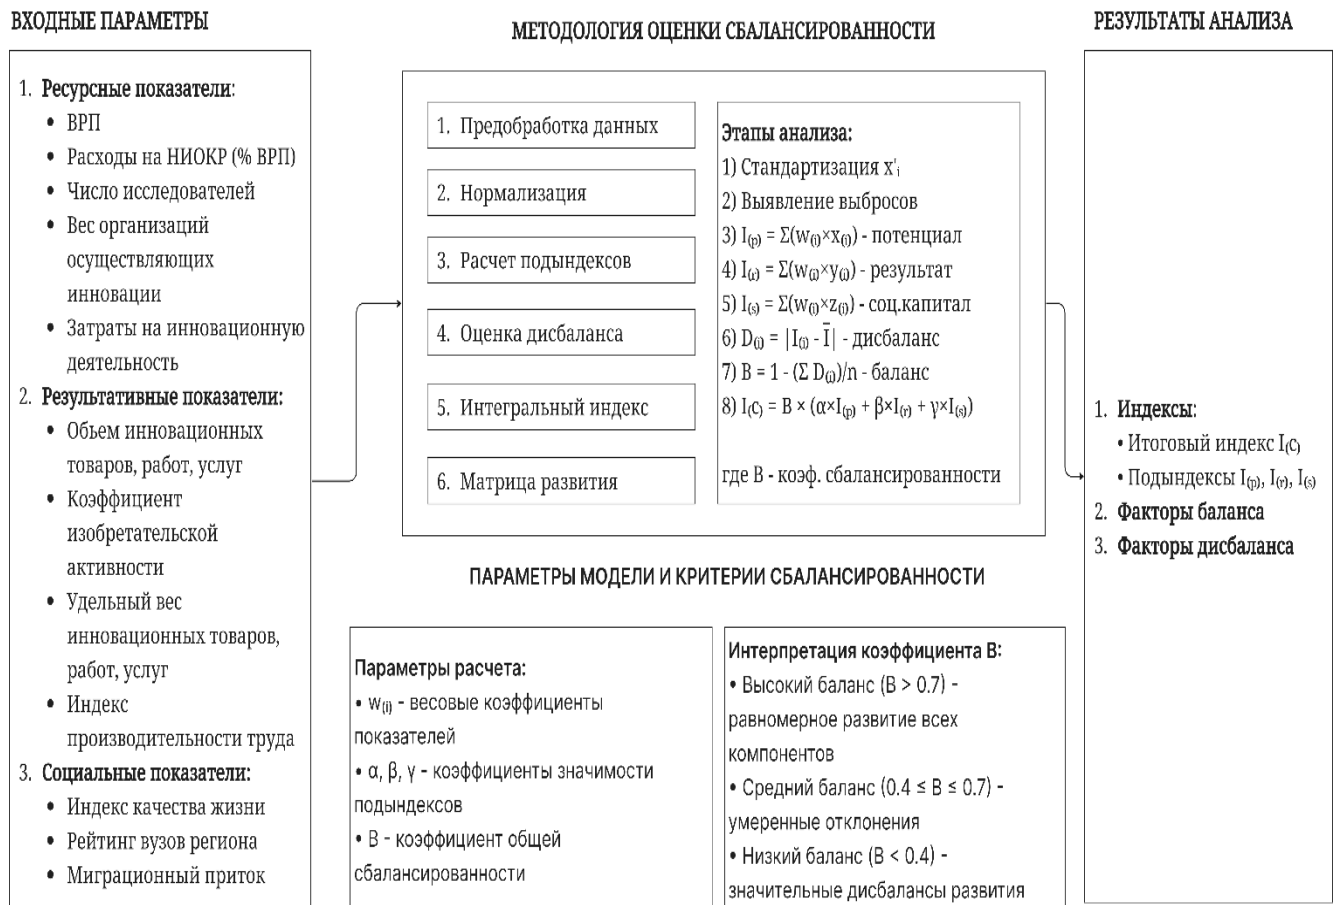 ВХОДНЫЕ ПАРАМЕТРЫ
1. Ресурсные показатели:
• ВРП
• Расходы на НИОКР (% ВРП)
• Число исследователей
• Вес организаций
осуществляющих
инновации
• Затраты на инновационную
деятельность
2. Результативные показатели:
• Объем инновационных
товаров, работ, услуг
• Коэффициент
изобретательской
активности
• Удельный вес
инновационных товаров,
работ, услуг
• Индекс
производительности труда
3. Социальные показатели:
• Индекс качества жизни
• Рейтинг вузов региона
• Миграционный приток
МЕТОДОЛОГИЯ ОЦЕНКИ СБАЛАНСИРОВАННОСТИ
1. Предобработка данных
2. Нормализация
3. Расчет подындексов
4. Оценка дисбаланса
5. Интегральный индекс
6. Матрица развития
Этапы анализа:
1) Стандартизация x'ᵢ
2) Выявление выбросов
3) I₍ₚ₎ = Σ(w₍ᵢ₎×x₍ᵢ₎) - потенциал
4) I₍ᵣ₎ = Σ(w₍ᵢ₎×y₍ᵢ₎) - результат
5) I₍ₛ₎ = Σ(w₍ᵢ₎×z₍ᵢ₎) - соц.капитал
6) D₍ᵢ₎ = |I₍ᵢ₎ - Ī| - дисбаланс
7) B = 1 - (Σ D₍ᵢ₎)/n - баланс
8) I(C) = B × (α×I₍ₚ₎ + β×I₍ᵣ₎ + γ×I₍ₛ₎)
где B - коэф. сбалансированности
ПАРАМЕТРЫ МОДЕЛИ И КРИТЕРИИ СБАЛАНСИРОВАННОСТИ
Параметры расчета:
• w₍ᵢ₎ - весовые коэффициенты
показателей
• α, β, γ - коэффициенты значимости
подындексов
• B - коэффициент общей
сбалансированности
Интерпретация коэффициента B:
• Высокий баланс (B > 0.7) -
равномерное развитие всех
компонентов
• Средний баланс (0.4 ≤ B ≤ 0.7) -
умеренные отклонения
• Низкий баланс (B < 0.4) -
значительные дисбалансы развития
РЕЗУЛЬТАТЫ АНАЛИЗА
1. Индексы:
• Итоговый индекс I(C)
• Подындексы I₍ₚ₎, I₍ᵣ₎, I₍ₛ₎
2. Факторы баланса
3. Факторы дисбаланса